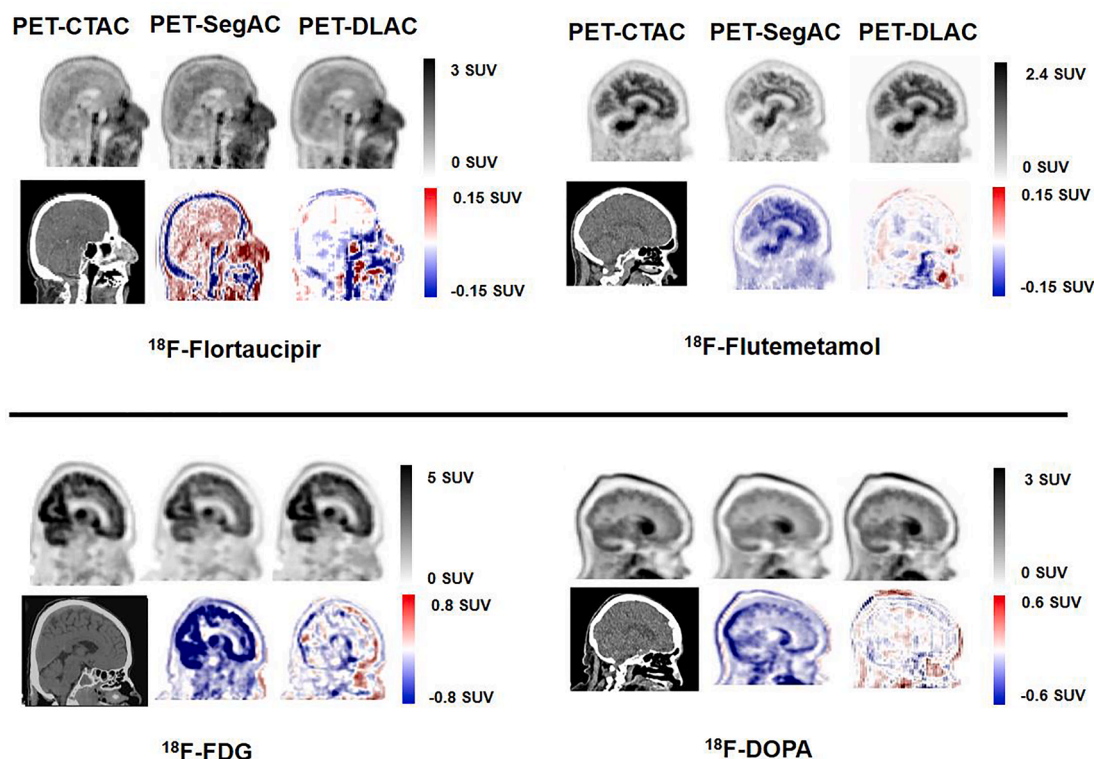 PET-CTAC PET-SegAC PET-DLAC
3 SUV
0 SUV
0.15 SUV
-0.15 SUV
¹⁸F-Flortaucipir
PET-CTAC PET-SegAC PET-DLAC
2.4 SUV
0 SUV
0.15 SUV
-0.15 SUV
¹⁸F-Flutemetamol
5 SUV
0 SUV
0.8 SUV
-0.8 SUV
¹⁸F-FDG
3 SUV
0 SUV
0.6 SUV
-0.6 SUV
¹⁸F-DOPA